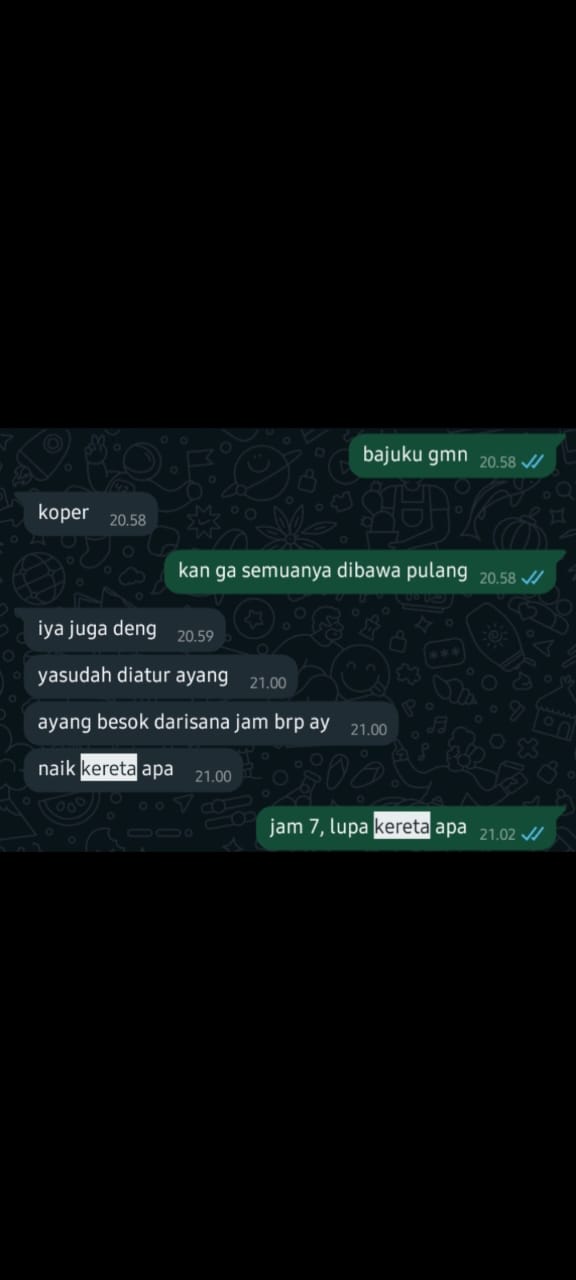 bajuku gmn 20.58
koper 20.58
kan ga semuanya dibawa pulang 20.58
iya juga deng 20.59
yasudah diatur ayang 21.00
ayang besok darisana jam brp ay 21.00
naik kereta apa 21.00
jam 7, lupa kereta apa 21.02